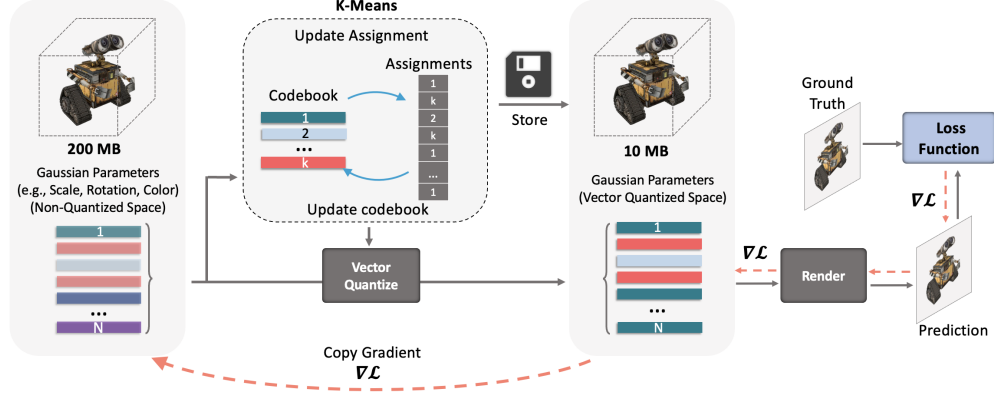 K-Means
Update Assignment
Assignments
Codebook
1
2
...
k
1
k
2
k
1
...
1
Update codebook
200 MB
Gaussian Parameters
(e.g., Scale, Rotation, Color)
(Non-Quantized Space)
1
...
N
Vector
Quantize
Store
10 MB
Gaussian Parameters
(Vector Quantized Space)
1
...
N
Ground
Truth
Loss
Function
∇ℒ
∇ℒ
Render
Prediction
Copy Gradient
∇ℒ